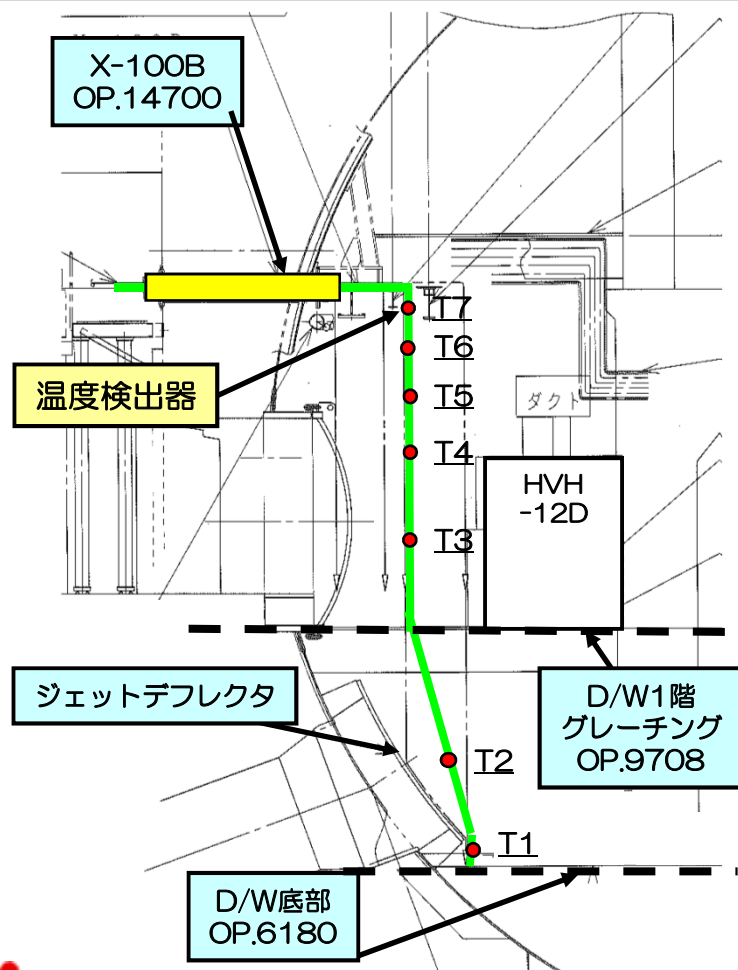 X-100B
OP.14700
T7
T6
温度検出器
T5
ダクト
T4
HVH
-12D
T3
ジェットデフレクタ
D/W1階
グレーチング
OP.9708
T2
T1
D/W底部
OP.6180